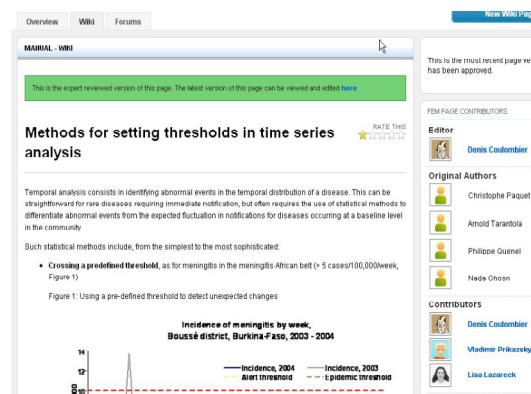 Overview
Wiki
Forums
New Wiki Pag
MANUAL - WIKI
This is the expert reviewed version of this page. The latest version of this page can be viewed and edited here
Methods for setting thresholds in time series
analysis
RATE THIS
Temporal analysis consists in identifying abnormal events in the temporal distribution of a disease. This can be
straightforward for rare diseases requiring immediate notification, but often requires the use of statistical methods to
differentiate abnormal events from the expected fluctuation in notifications for diseases occurring at a baseline level
in the community
Such statistical methods include, from the simplest to the most sophisticated:
Crossing a predefined threshold, as for meningitis in the meningitis African belt (> 5 cases/100,000/week,
Figure 1)
Figure 1: Using a pre-defined threshold to detect unexpected changes
Incidence of meningitis by week,
Boussé district, Burkina-Faso, 2003 - 2004
14
12
10
Incidence, 2004
Incidence, 2003
Alert threshold
Epidemic threshold
This is the most recent page ve
has been approved.
FEM PAGE CONTRIBUTORS
Editor
Denis Coulombier
Original Authors
Christophe Paquet
Arnold Tarantola
Philippe Quenel
Nada Ghosn
Contributors
Denis Coulombier
Vladimir Prikazsky
Lisa Lazareck